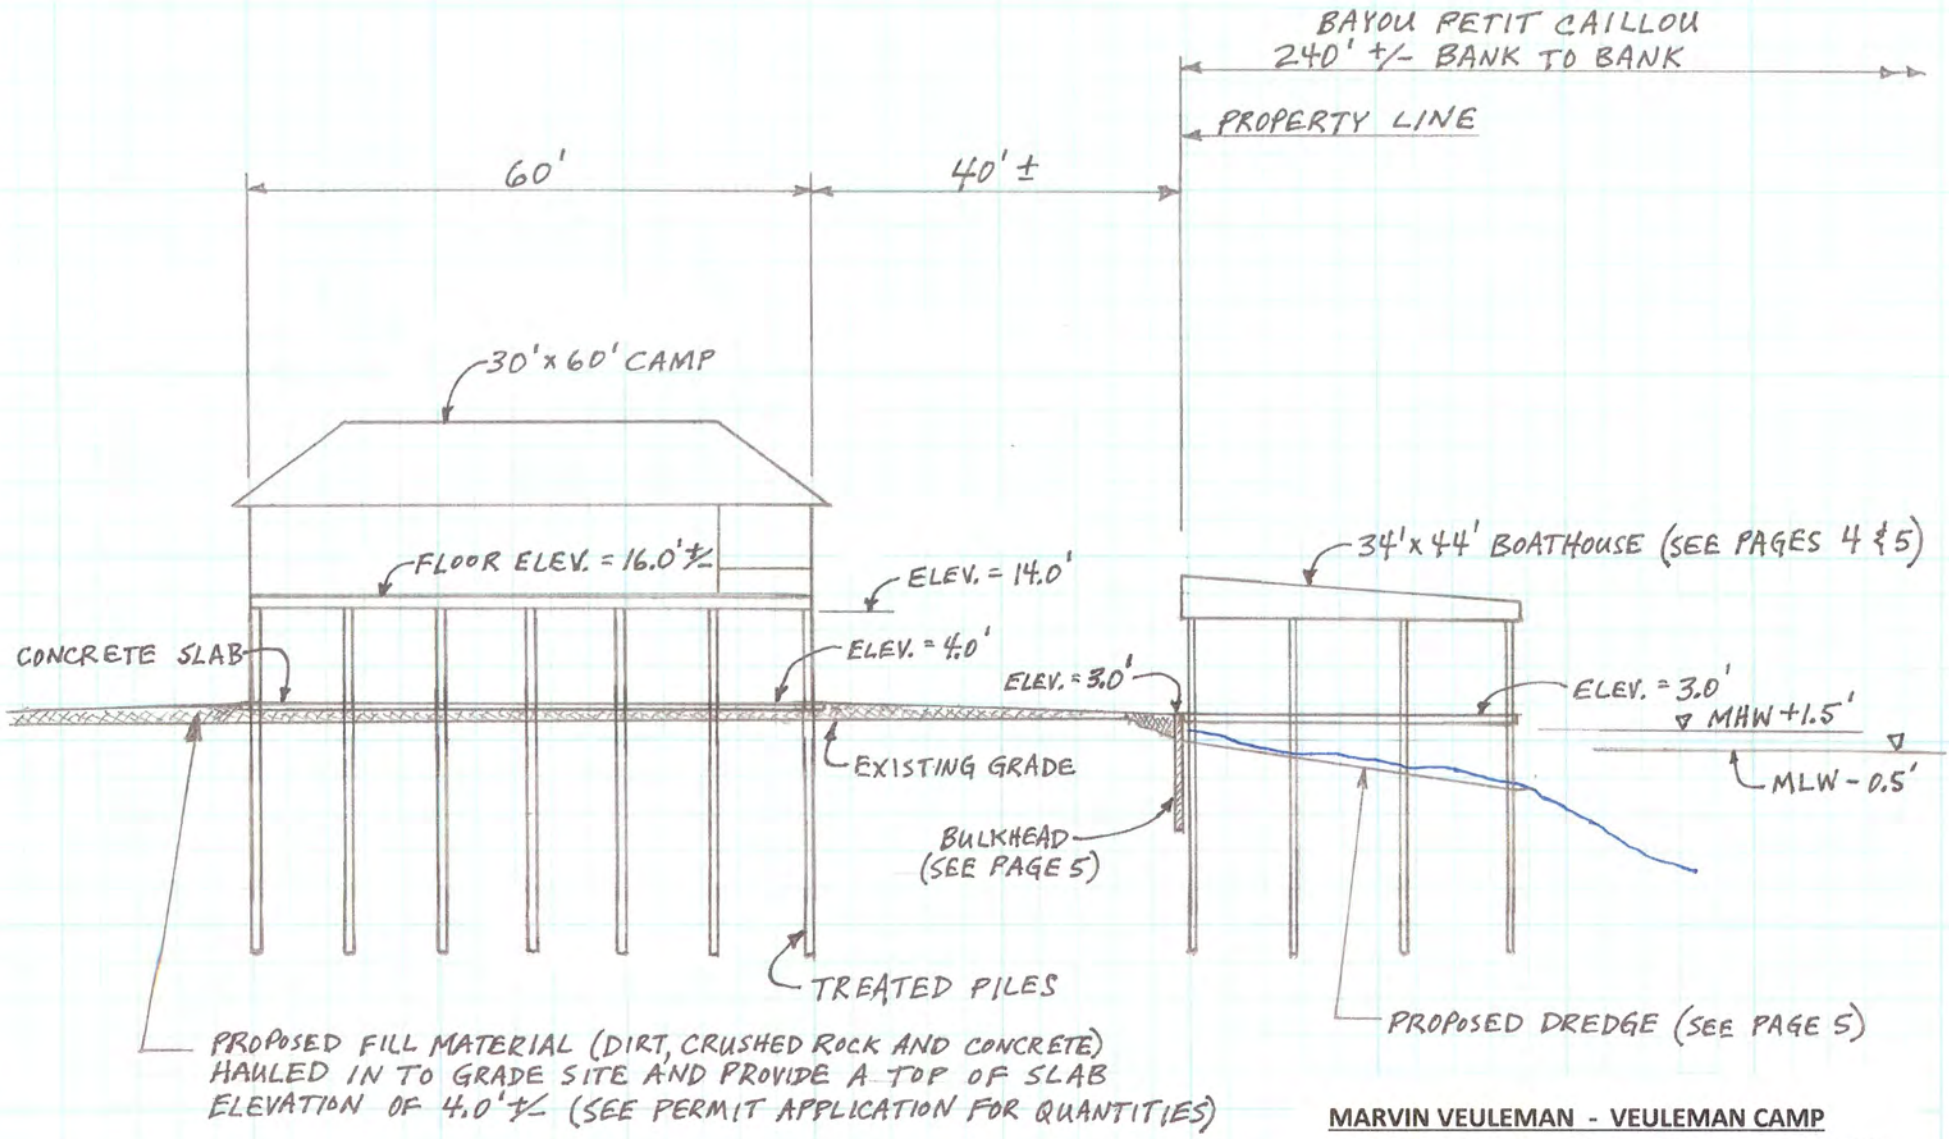 BAYOU PETIT CAILLOU
240' +/- BANK TO BANK
PROPERTY LINE
60'
40' ±
30' x 60' CAMP
34' x 44' BOATHOUSE (SEE PAGES 4 & 5)
FLOOR ELEV. = 16.0' +/-
ELEV. = 14.0'
CONCRETE SLAB
ELEV. = 4.0'
ELEV. = 3.0'
ELEV. = 3.0'
MHW +1.5'
EXISTING GRADE
MLW - 0.5'
BULKHEAD
(SEE PAGE 5)
TREATED PILES
PROPOSED DREDGE (SEE PAGE 5)
PROPOSED FILL MATERIAL (DIRT, CRUSHED ROCK AND CONCRETE)
HAULED IN TO GRADE SITE AND PROVIDE A TOP OF SLAB
ELEVATION OF 4.0' +/- (SEE PERMIT APPLICATION FOR QUANTITIES)
MARVIN VEULEMAN - VEULEMAN CAMP